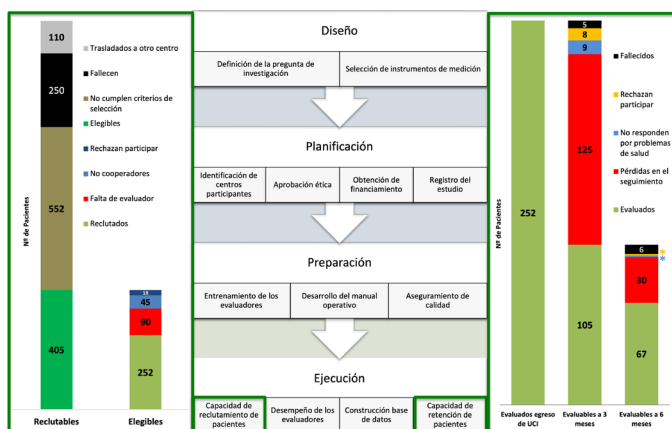 110
250
552
405
Reclutables
18
45
90
252
Elegibles
Nº de Pacientes
Trasladados a otro centro
Fallecen
No cumplen criterios de
selección
Elegibles
Rechazan participar
No cooperadores
Falta de evaluador
Reclutados
Diseño
Definición de la pregunta de
investigación
Selección de instrumentos de medición
Planificación
Identificación de
centros
participantes
Aprobación ética
Obtención de
financiamiento
Registro del
estudio
Preparación
Entrenamiento de los
evaluadores
Desarrollo del manual
operativo
Aseguramiento de
calidad
Ejecución
Capacidad de
reclutamiento de
pacientes
Desempeño de los
evaluadores
Construcción base
de datos
Capacidad de
retención de
pacientes
Nº de Pacientes
252
Evaluados egreso
de UCI
5
8
9
125
105
Evaluables a 3
meses
6
*
*
30
67
Evaluables a 6
meses
Fallecidos
Rechazan
participar
No responden
por problemas
de salud
Pérdidas en el
seguimiento
Evaluados